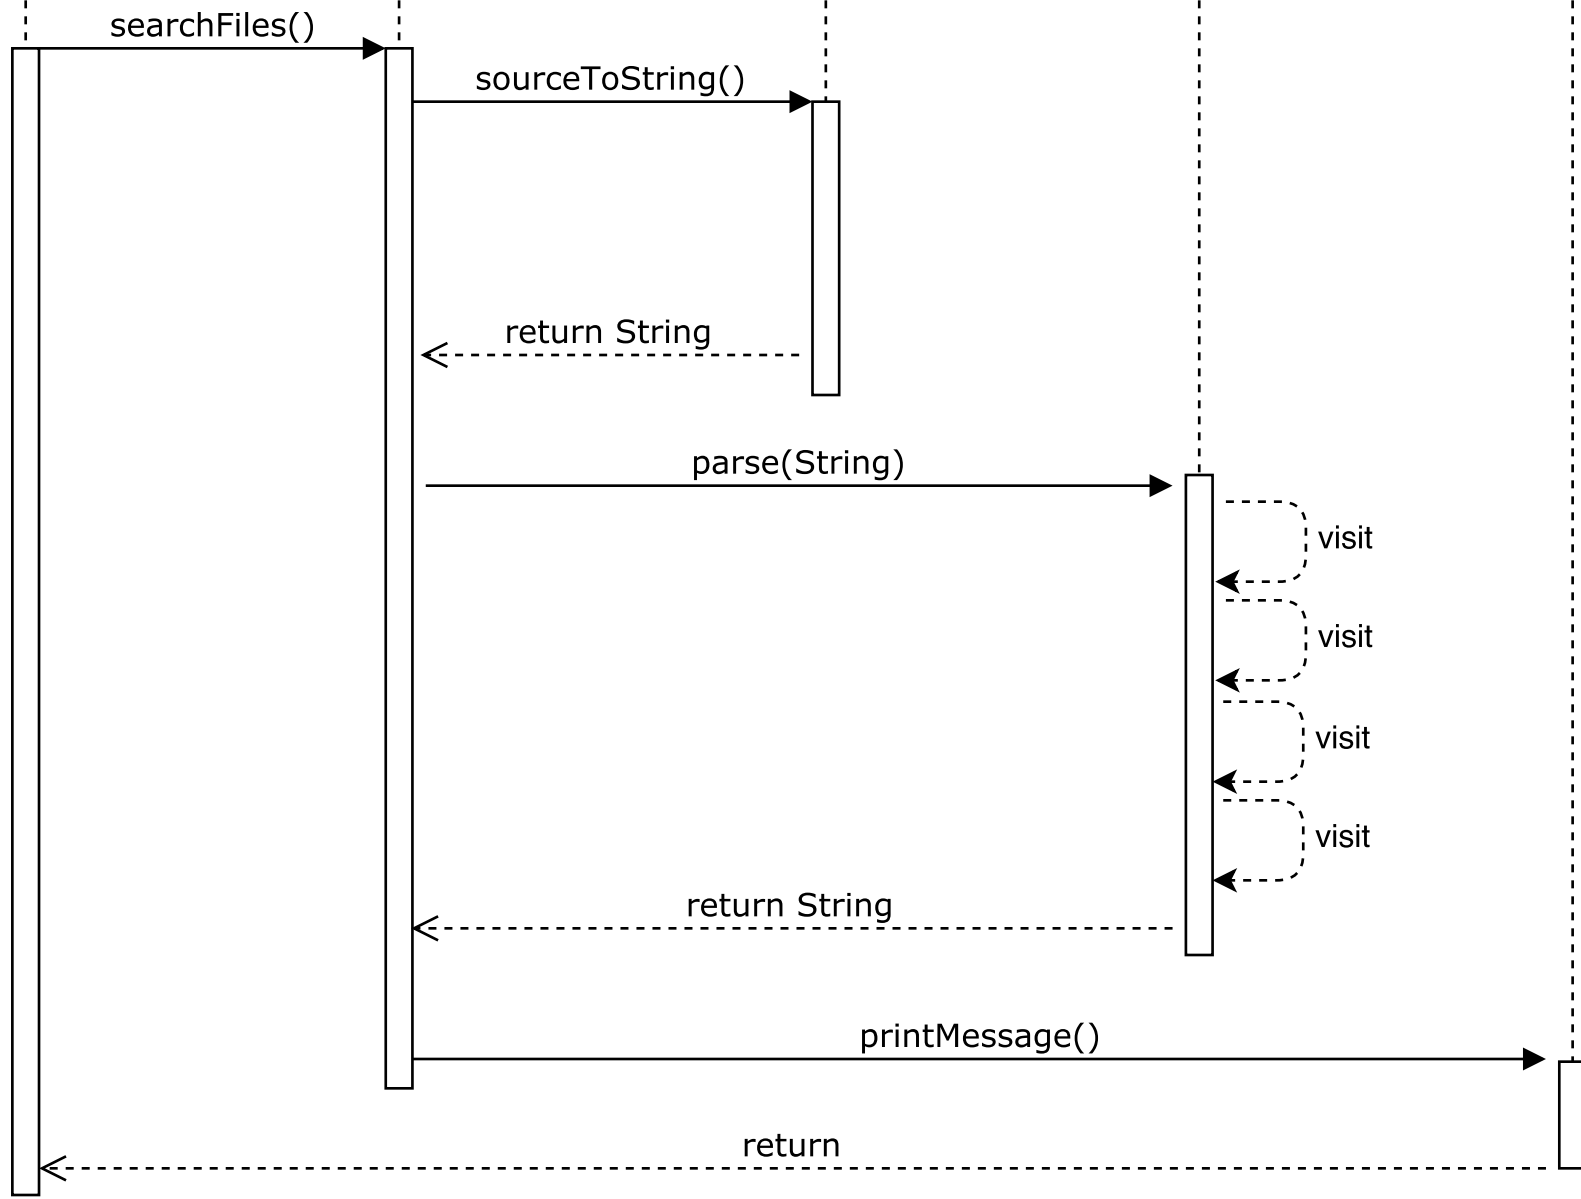 searchFiles()
sourceToString()
return String
parse(String)
visit
visit
visit
visit
return String
printMessage()
return